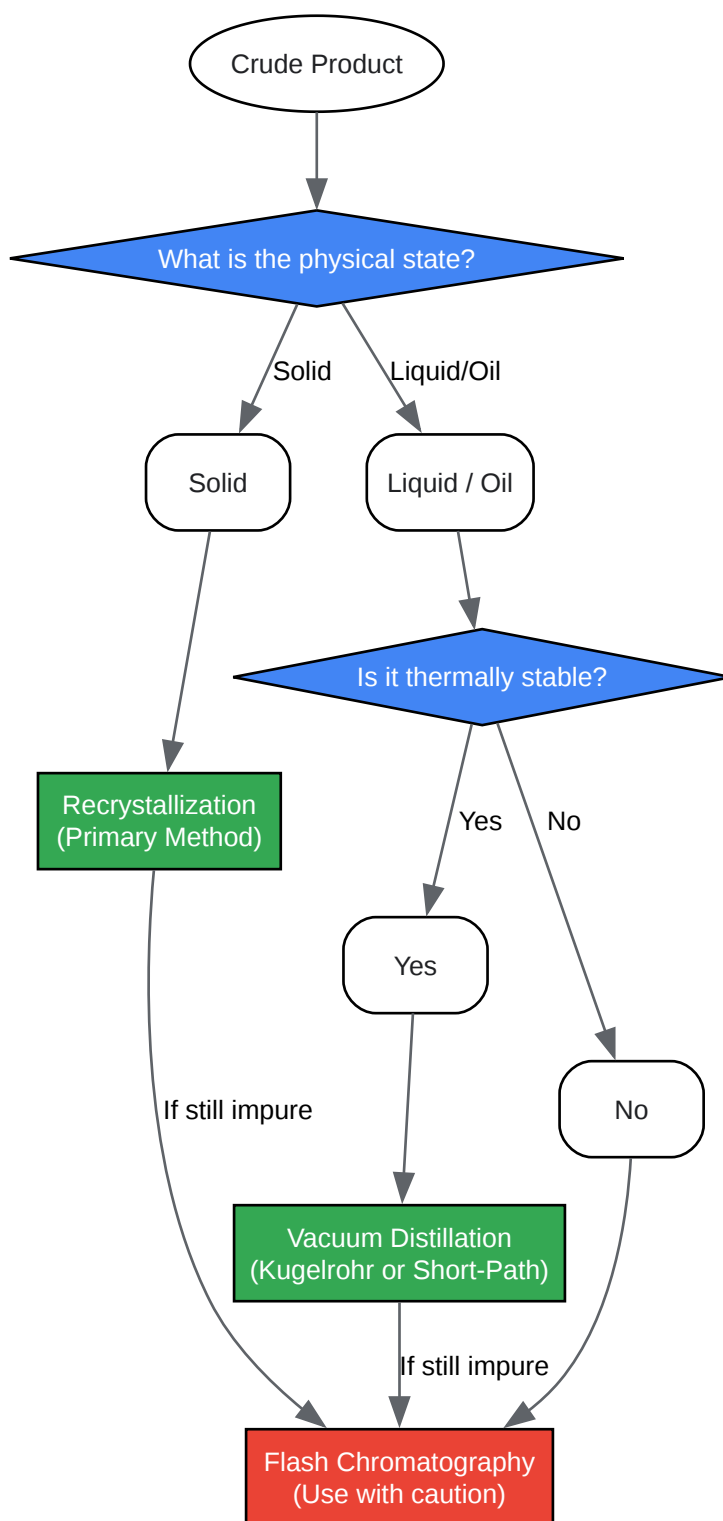 Crude Product
What is the physical state?
Solid
Liquid/Oil
Solid
Liquid / Oil
Is it thermally stable?
Recrystallization
(Primary Method)
Yes
No
Yes
No
If still impure
Vacuum Distillation
(Kugelrohr or Short-Path)
If still impure
Flash Chromatography
(Use with caution)